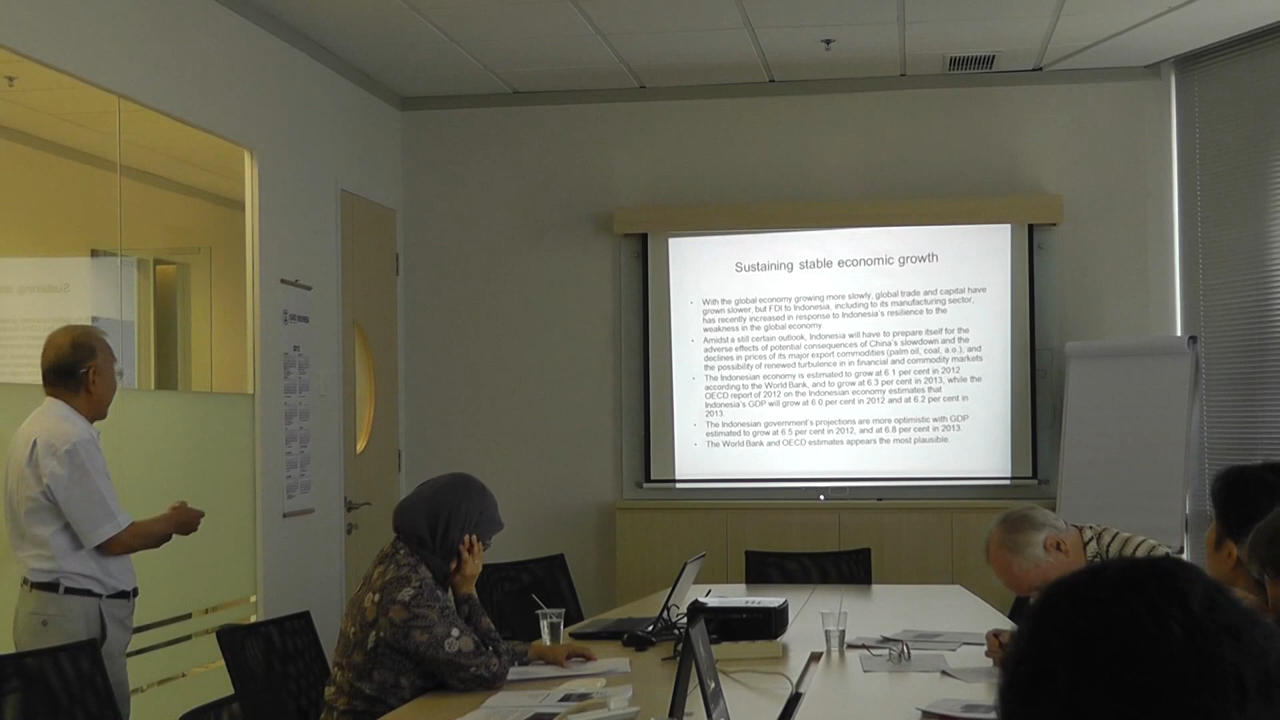 Sustaining stable economic growth
• With the global economy growing more slowly, global trade and capital have
grown slower, but FDI to Indonesia, including to its manufacturing sector,
has recently increased in response to Indonesia's resilience to the
weakness in the global economy
• Amidst a still certain outlook, Indonesia will have to prepare itself for the
adverse effects of potential consequences of China's slowdown and the
declines in prices of its major export commodities (palm oil, coal, a.o.), and
the possibility of renewed turbulence in in financial and commodity markets
• The Indonesian economy is estimated to grow at 6.1 per cent in 2012
according to the World Bank, and to grow at 6.3 per cent in 2013, while the
OECD report of 2012 on the Indonesian economy estimates that
Indonesia's GDP will grow at 6.0 per cent in 2012 and at 6.2 per cent in
2013.
• The Indonesian government's projections are more optimistic with GDP
estimated to grow at 6.5 per cent in 2012, and at 6.8 per cent in 2013.
• The World Bank and OECD estimates appears the most plausible.